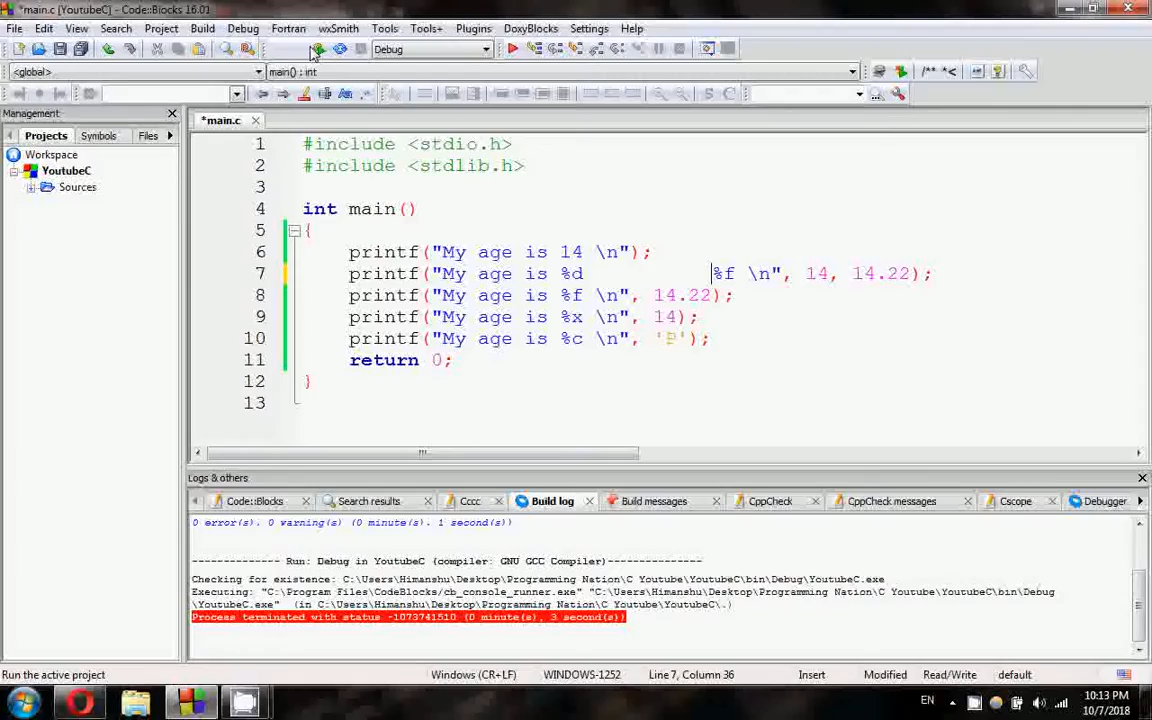 *main.c [YoutubeC] - Code::Blocks 16.01
File Edit View Search Project Build Debug Fortran wxSmith Tools Tools+ Plugins DoxyBlocks Settings Help
Debug
<global> main() : int
/** *<
Management
Projects Symbols Files
*main.c
Workspace
YoutubeC
Sources
1 #include <stdio.h>
2 #include <stdlib.h>
3
4 int main()
5 {
6 printf("My age is 14 \n");
7 printf("My age is %d %f \n", 14, 14.22);
8 printf("My age is %f \n", 14.22);
9 printf("My age is %x \n", 14);
10 printf("My age is %c \n", 'P');
11 return 0;
12 }
13
Logs & others
Code::Blocks Search results Cccc Build log Build messages CppCheck CppCheck messages Cscope Debugger
0 error(s), 0 warning(s) (0 minute(s), 1 second(s))
-------------- Run: Debug in YoutubeC (compiler: GNU GCC Compiler)---------------
Checking for existence: C:\Users\Himanshu\Desktop\Programming Nation\C Youtube\YoutubeC\bin\Debug\YoutubeC.exe
Executing: "C:\Program Files\CodeBlocks/cb_console_runner.exe" "C:\Users\Himanshu\Desktop\Programming Nation\C Youtube\YoutubeC\bin\Debug
\YoutubeC.exe" (in C:\Users\Himanshu\Desktop\Programming Nation\C Youtube\YoutubeC\.)
Process terminated with status -1073741510 (0 minute(s), 3 second(s))
Run the active project Windows (CR+LF) WINDOWS-1252 Line 7, Column 36 Insert Modified Read/Write default
EN 10:13 PM
10/7/2018